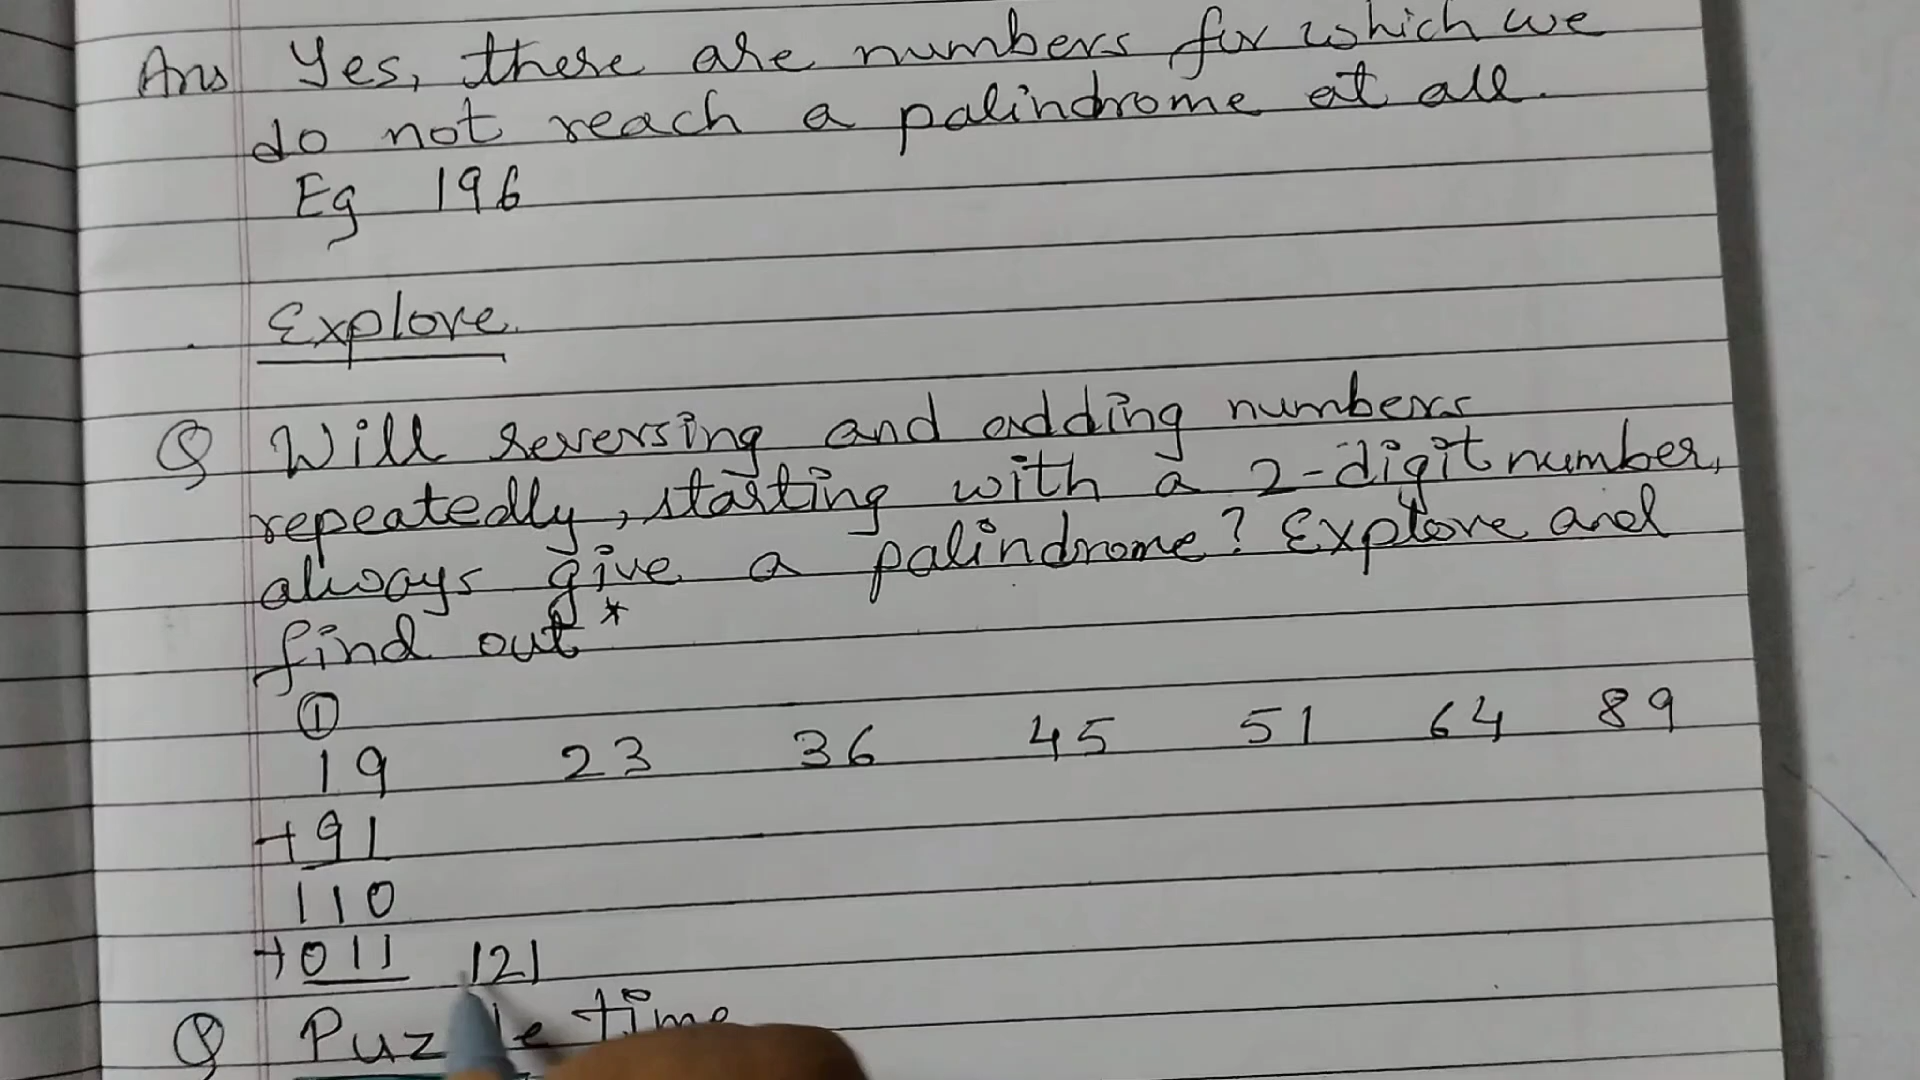 Ans Yes, there are numbers for which we
do not reach a palindrome at all.
Eg 196
Explore.
Q Will reversing and adding numbers
repeatedly, starting with a 2-digit number,
always give a palindrome? Explore and
find out*
①
19 23 36 45 51 64 89
+91
110
+011 121
Q time